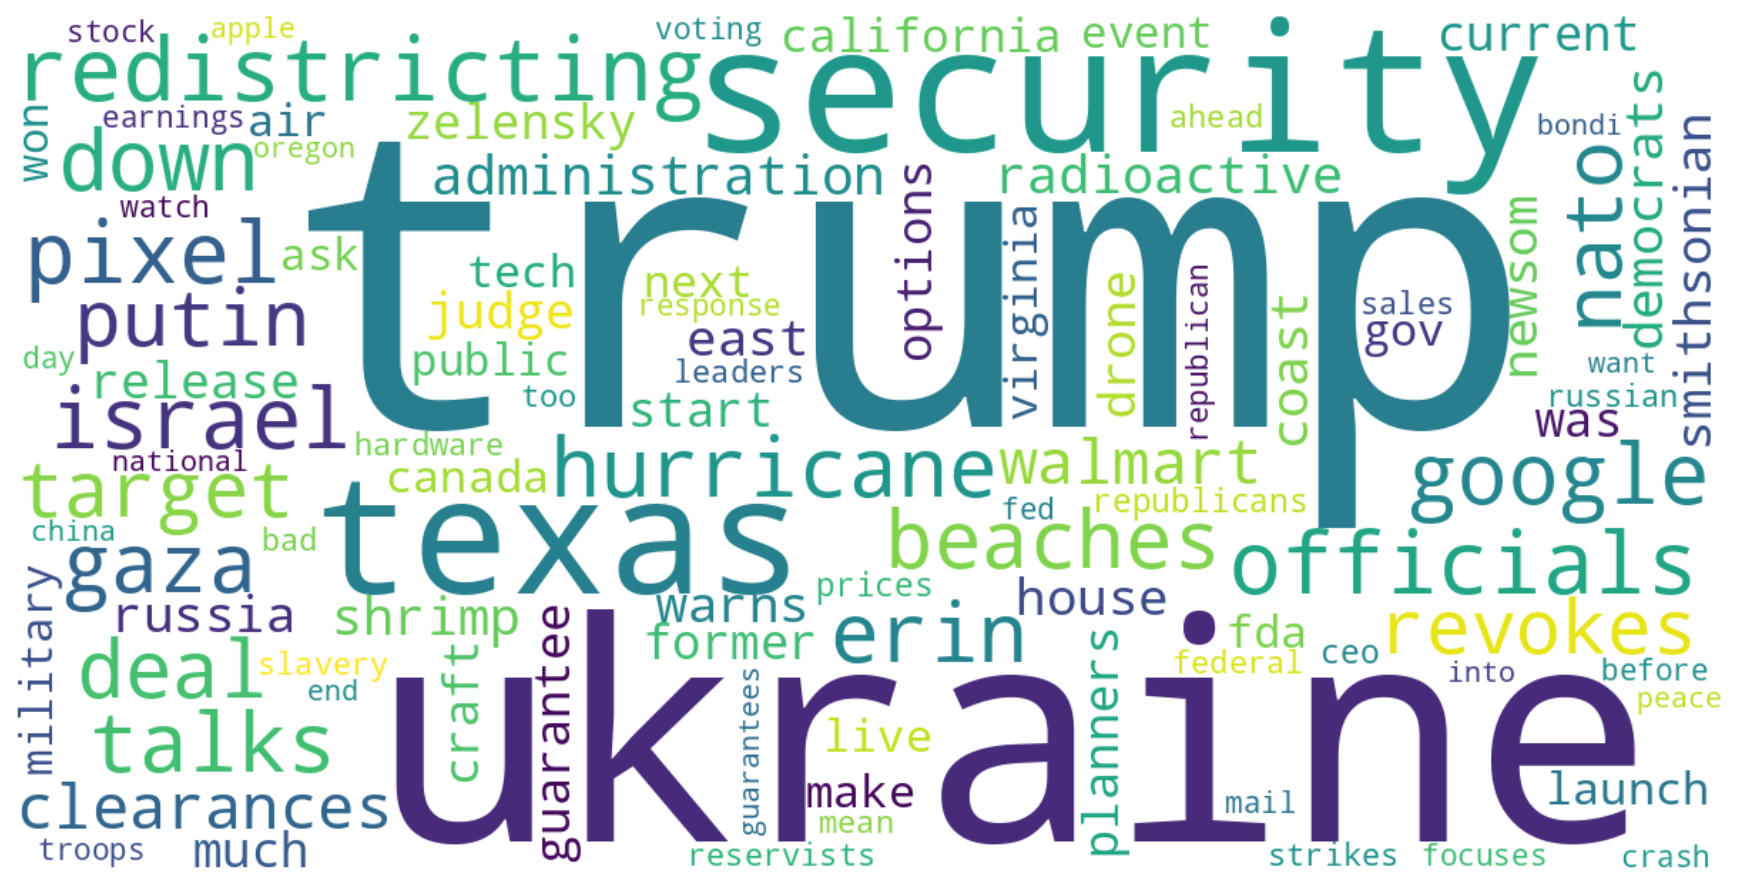 stock
apple
voting
california
event
current
redistricting
security
won
earnings
air
zelensky
ahead
bondi
democrats
down
oregon
administration
radioactive
nato
smithsonian
watch
trump
options
virginia
newsom
pixel
ask
tech
next
judge
response
drone
republican
coast
sales
gov
putin
public
east
leaders
day
release
too
start
want
russian
israel
was
hardware
national
canada
hurricane
walmart
google
target
texas
fed
republicans
china
bad
beaches
officials
gaza
military
russia
shrimp
guarantee
warns
prices
house
former
erin
planners
fda
revokes
deal
slavery
end
craft
ukraine
federal
ceo
into
before
peace
talks
guarantees
live
clearances
make
mean
mail
launch
troops
much
reservists
strikes
focuses
crash